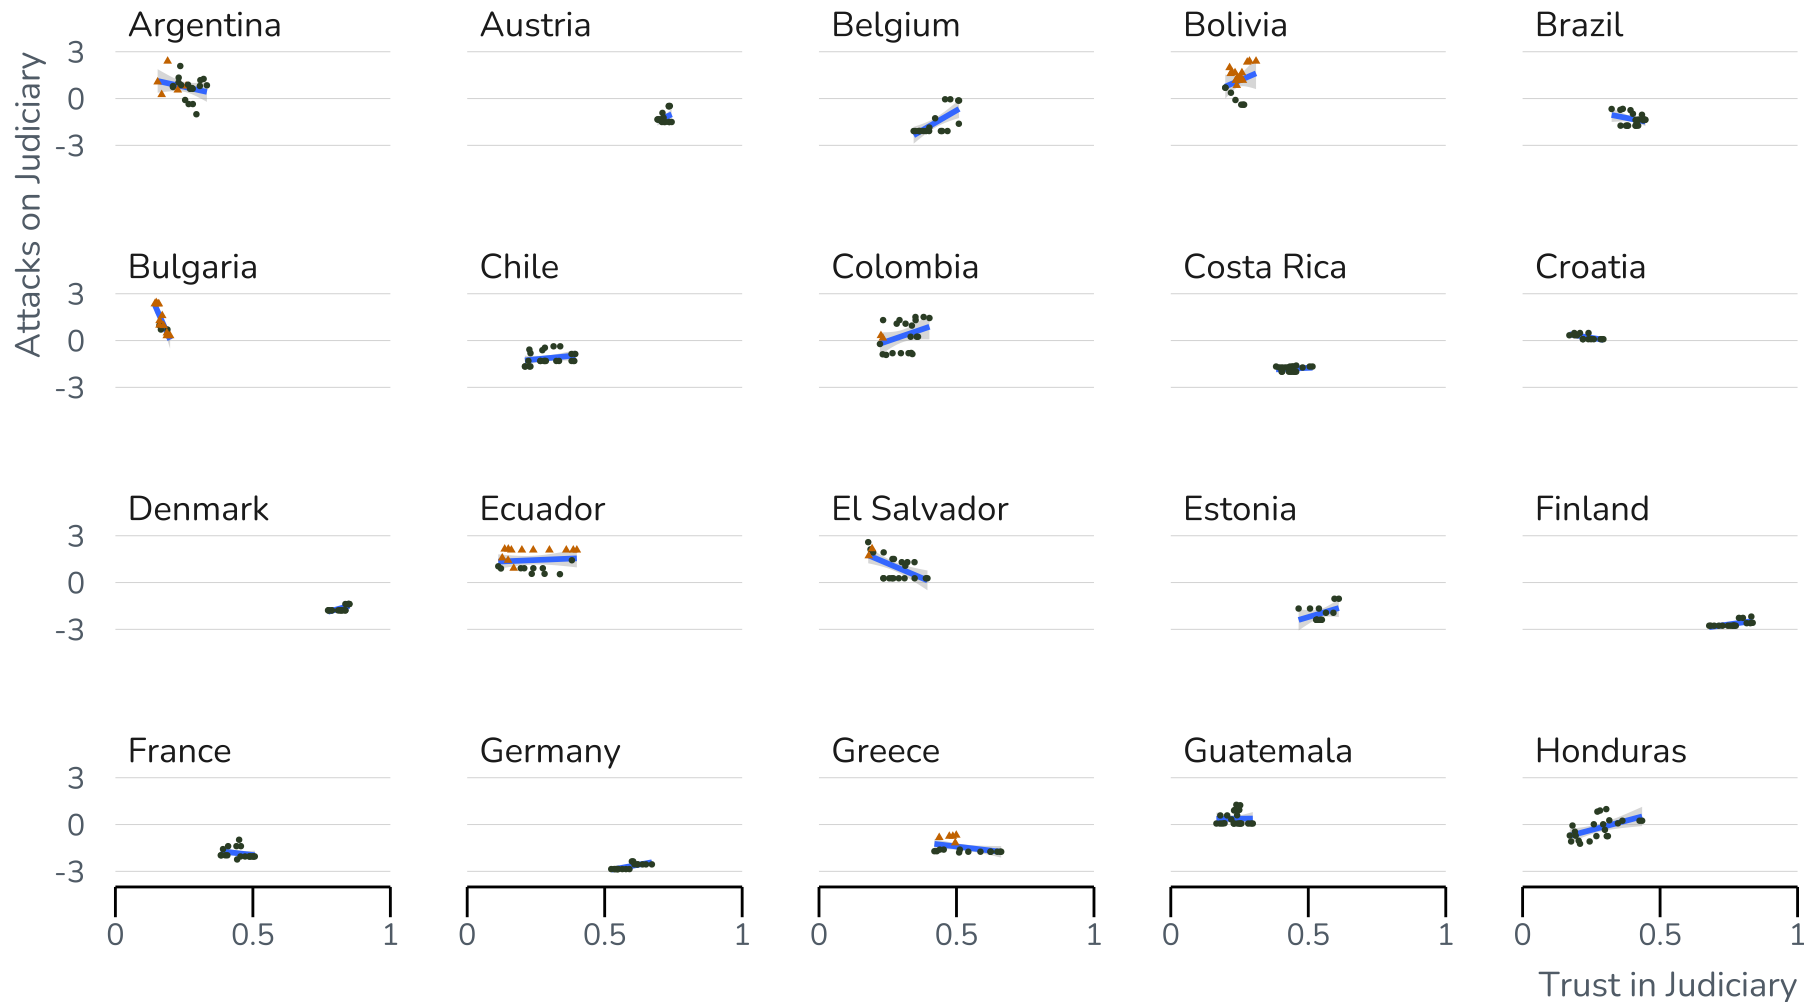 Attacks on Judiciary
Argentina
Austria
Belgium
Bolivia
Brazil
3
0
-3
Bulgaria
Chile
Colombia
Costa Rica
Croatia
3
0
-3
Denmark
Ecuador
El Salvador
Estonia
Finland
3
0
-3
France
Germany
Greece
Guatemala
Honduras
3
0
-3
0 0.5 1 0 0.5 1 0 0.5 1 0 0.5 1 0 0.5 1
Trust in Judiciary